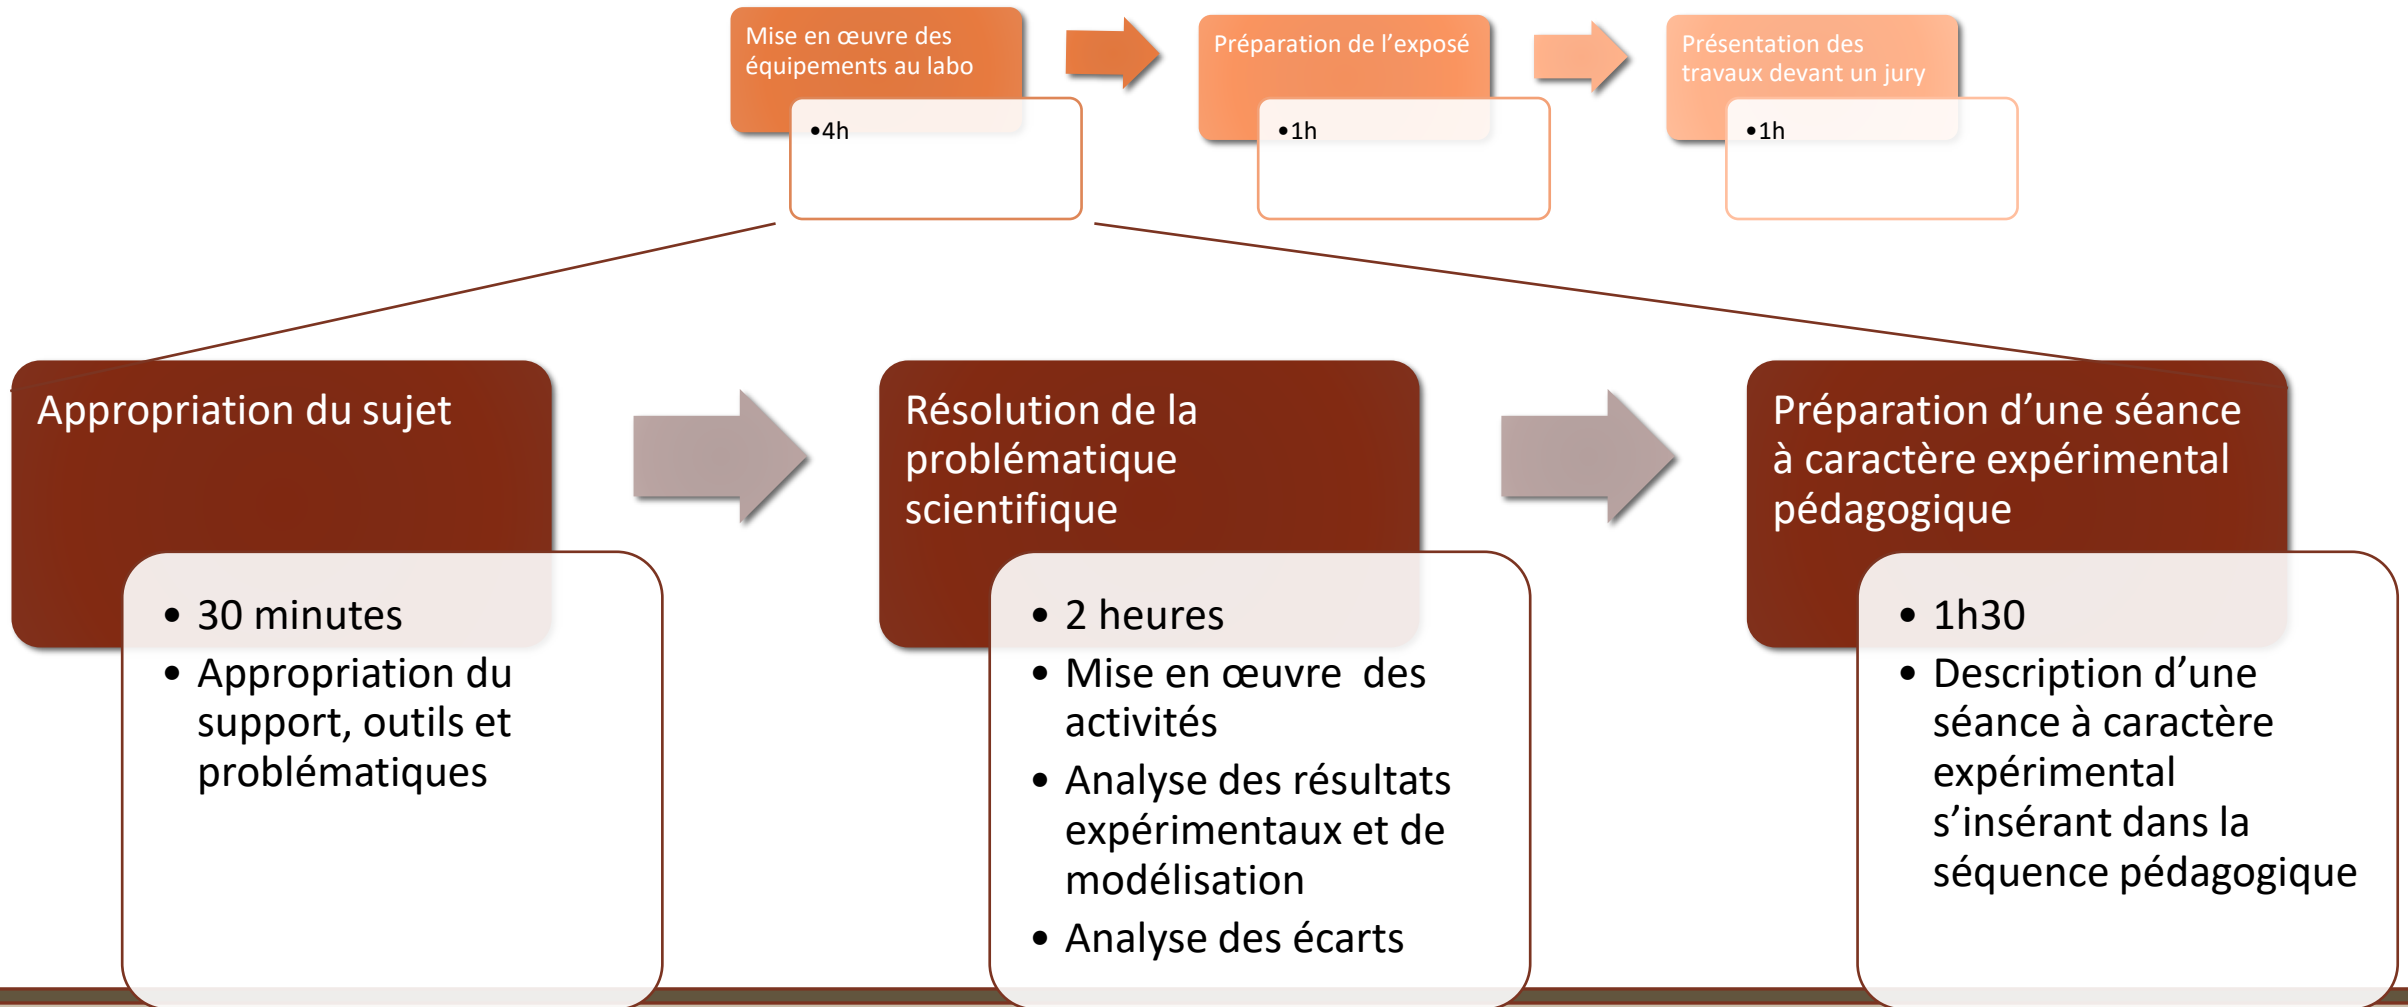 Mise en œuvre des
équipements au labo
•4h
Préparation de l’exposé
•1h
Présentation des
travaux devant un jury
•1h
Appropriation du sujet
• 30 minutes
• Appropriation du
support, outils et
problématiques
Résolution de la
problématique
scientifique
• 2 heures
• Mise en œuvre  des
activités
• Analyse des résultats
expérimentaux et de
modélisation
• Analyse des écarts
Préparation d’une séance
à caractère expérimental
pédagogique
• 1h30
• Description d’une
séance à caractère
expérimental
s’insérant dans la
séquence pédagogique